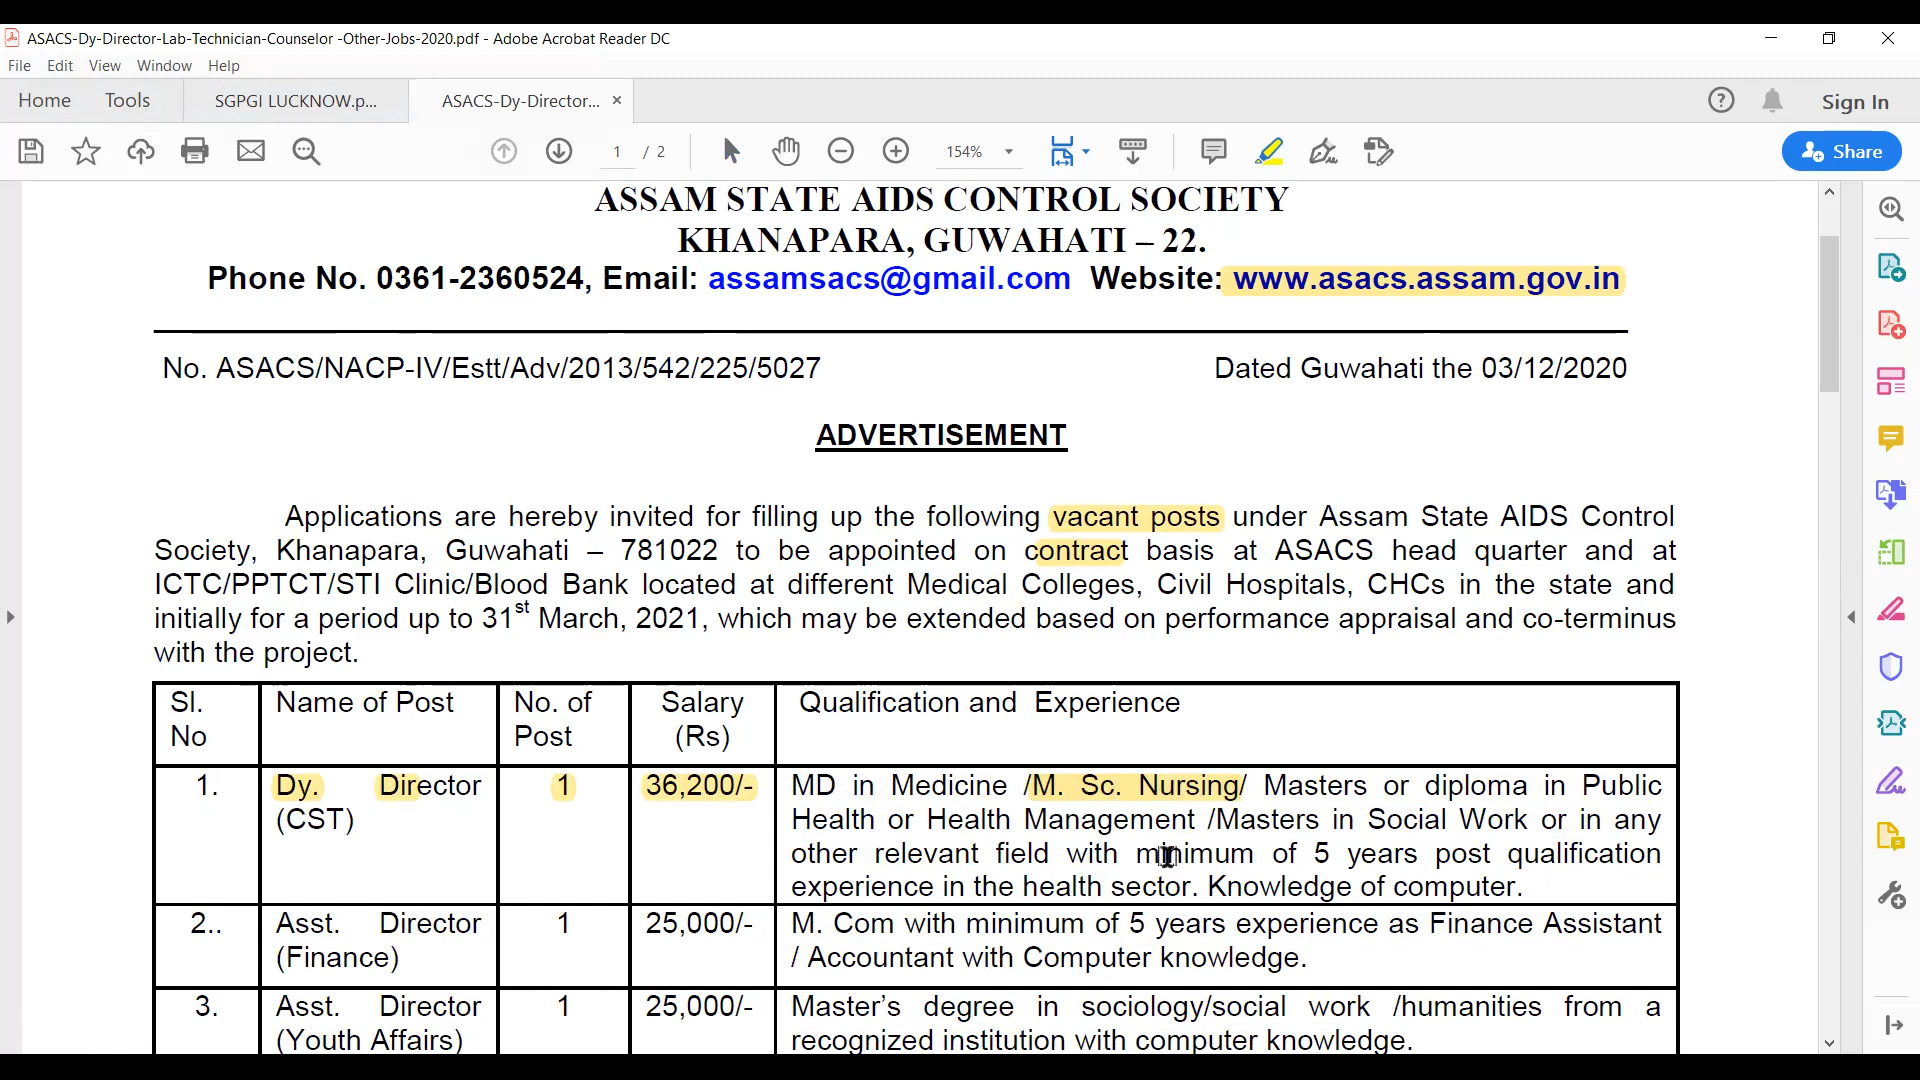 ASACS-Dy-Director-Lab-Technician-Counselor -Other-Jobs-2020.pdf - Adobe Acrobat Reader DC
File Edit View Window Help
Home Tools SGPGI LUCKNOW.p... ASACS-Dy-Director... × Sign In
1 / 2 154% Share
ASSAM STATE AIDS CONTROL SOCIETY
KHANAPARA, GUWAHATI – 22.
Phone No. 0361-2360524, Email: assamsacs@gmail.com Website: www.asacs.assam.gov.in
No. ASACS/NACP-IV/Estt/Adv/2013/542/225/5027 Dated Guwahati the 03/12/2020
ADVERTISEMENT
Applications are hereby invited for filling up the following vacant posts under Assam State AIDS Control
Society, Khanapara, Guwahati – 781022 to be appointed on contract basis at ASACS head quarter and at
ICTC/PPTCT/STI Clinic/Blood Bank located at different Medical Colleges, Civil Hospitals, CHCs in the state and
initially for a period up to 31st March, 2021, which may be extended based on performance appraisal and co-terminus
with the project.
Sl. No Name of Post No. of Post Salary (Rs) Qualification and Experience
1. Dy. Director (CST) 1 36,200/- MD in Medicine /M. Sc. Nursing/ Masters or diploma in Public
Health or Health Management /Masters in Social Work or in any
other relevant field with minimum of 5 years post qualification
experience in the health sector. Knowledge of computer.
2.. Asst. Director (Finance) 1 25,000/- M. Com with minimum of 5 years experience as Finance Assistant
/ Accountant with Computer knowledge.
3. Asst. Director (Youth Affairs) 1 25,000/- Master’s degree in sociology/social work /humanities from a
recognized institution with computer knowledge.